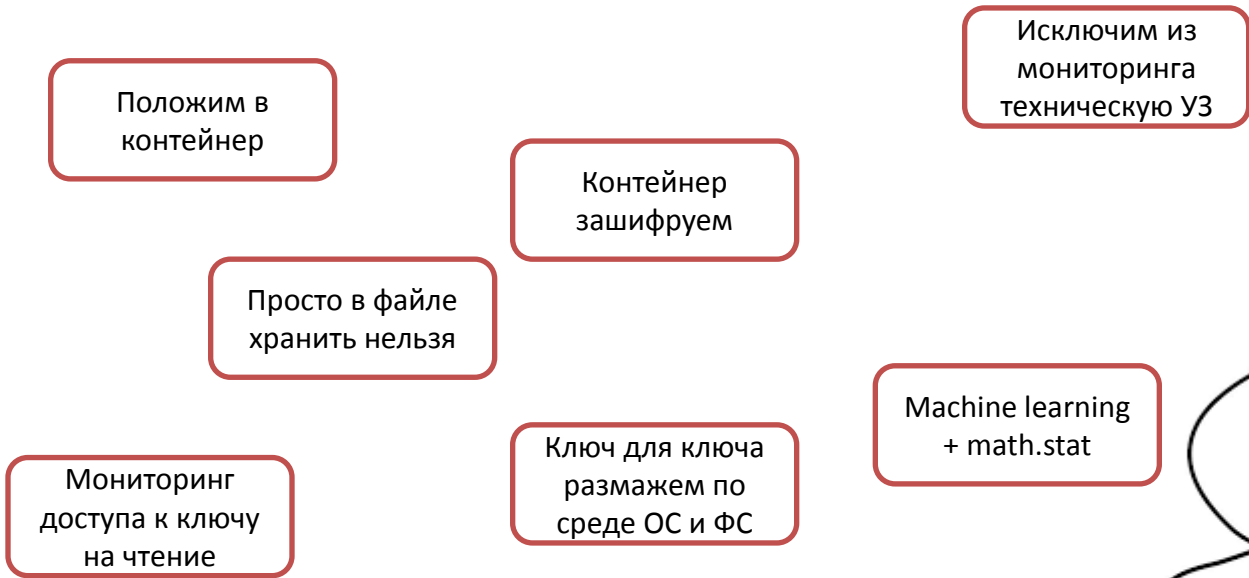 Исключим из
мониторинга
техническую УЗ
Положим в
контейнер
Контейнер
зашифруем
Просто в файле
хранить нельзя
Machine learning
+ math.stat
Ключ для ключа
размажем по
среде ОС и ФС
Мониторинг
доступа к ключу
на чтение